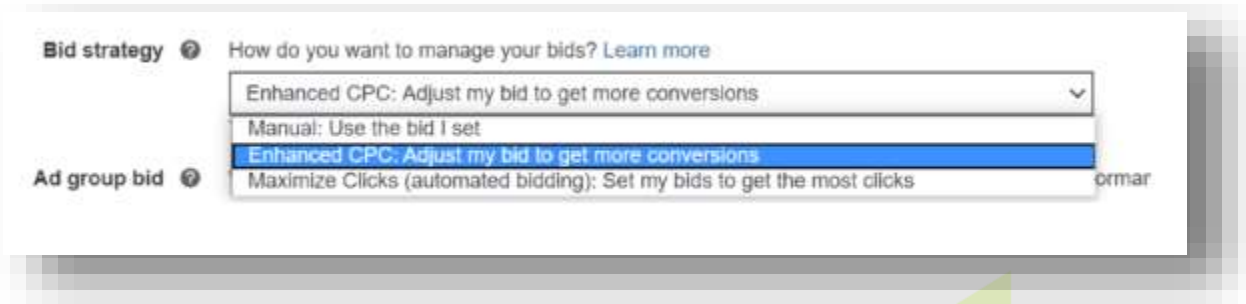 Bid strategy How do you want to manage your bids? Learn more
Enhanced CPC: Adjust my bid to get more conversions
Manual: Use the bid I set
Enhanced CPC: Adjust my bid to get more conversions
Ad group bid Maximize Clicks (automated bidding): Set my bids to get the most clicks ormar